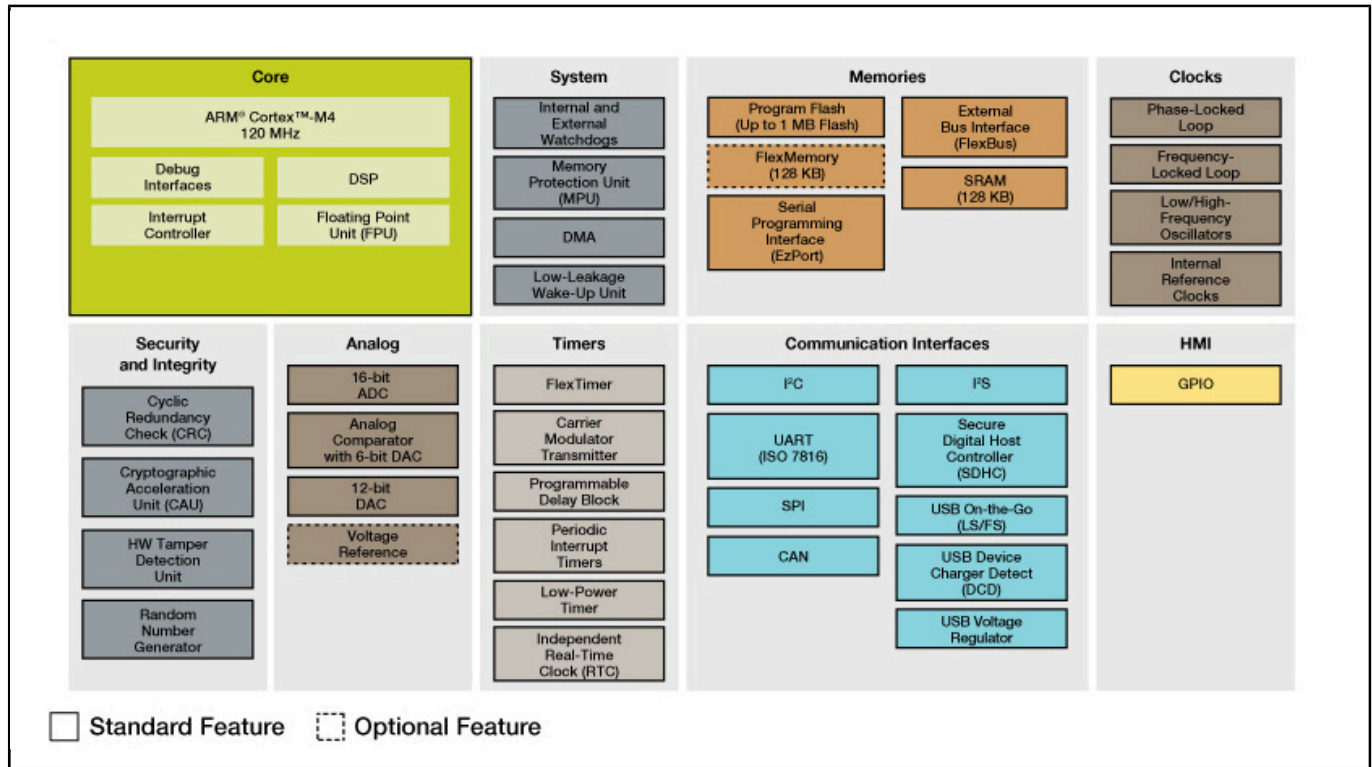 Core
ARM® Cortex™-M4
120 MHz
Debug
Interfaces
DSP
Interrupt
Controller
Floating Point
Unit (FPU)
System
Internal and
External
Watchdogs
Memory
Protection Unit
(MPU)
DMA
Low-Leakage
Wake-Up Unit
Memories
Program Flash
(Up to 1 MB Flash)
FlexMemory
(128 KB)
Serial
Programming
Interface
(EzPort)
External
Bus Interface
(FlexBus)
SRAM
(128 KB)
Clocks
Phase-Locked
Loop
Frequency-
Locked Loop
Low/High-
Frequency
Oscillators
Internal
Reference
Clocks
Security
and Integrity
Cyclic
Redundancy
Check (CRC)
Cryptographic
Acceleration
Unit (CAU)
HW Tamper
Detection
Unit
Random
Number
Generator
Analog
16-bit
ADC
Analog
Comparator
with 6-bit DAC
12-bit
DAC
Voltage
Reference
Timers
FlexTimer
Carrier
Modulator
Transmitter
Programmable
Delay Block
Periodic
Interrupt
Timers
Low-Power
Timer
Independent
Real-Time
Clock (RTC)
Communication Interfaces
I²C
UART
(ISO 7816)
SPI
CAN
I²S
Secure
Digital Host
Controller
(SDHC)
USB On-the-Go
(LS/FS)
USB Device
Charger Detect
(DCD)
USB Voltage
Regulator
HMI
GPIO
Standard Feature
Optional Feature